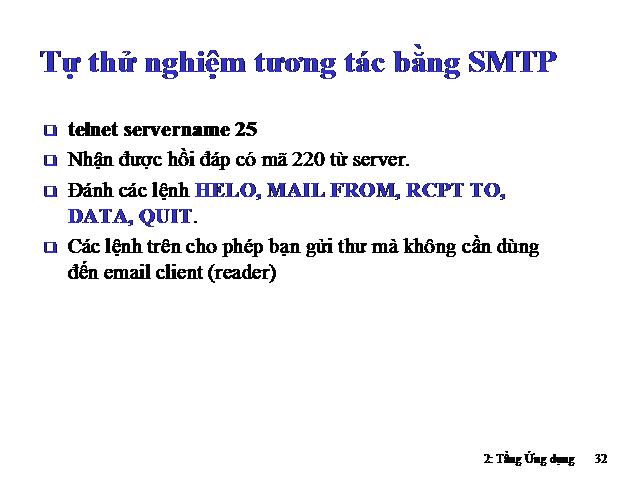 Tự thử nghiệm tương tác bằng SMTP
telnet servername 25
Nhận được hồi đáp có mã 220 từ server.
Đánh các lệnh HELO, MAIL FROM, RCPT TO,
DATA, QUIT.
Các lệnh trên cho phép bạn gửi thư mà không cần dùng
đến email client (reader)
2: Tầng Ứng dụng 32